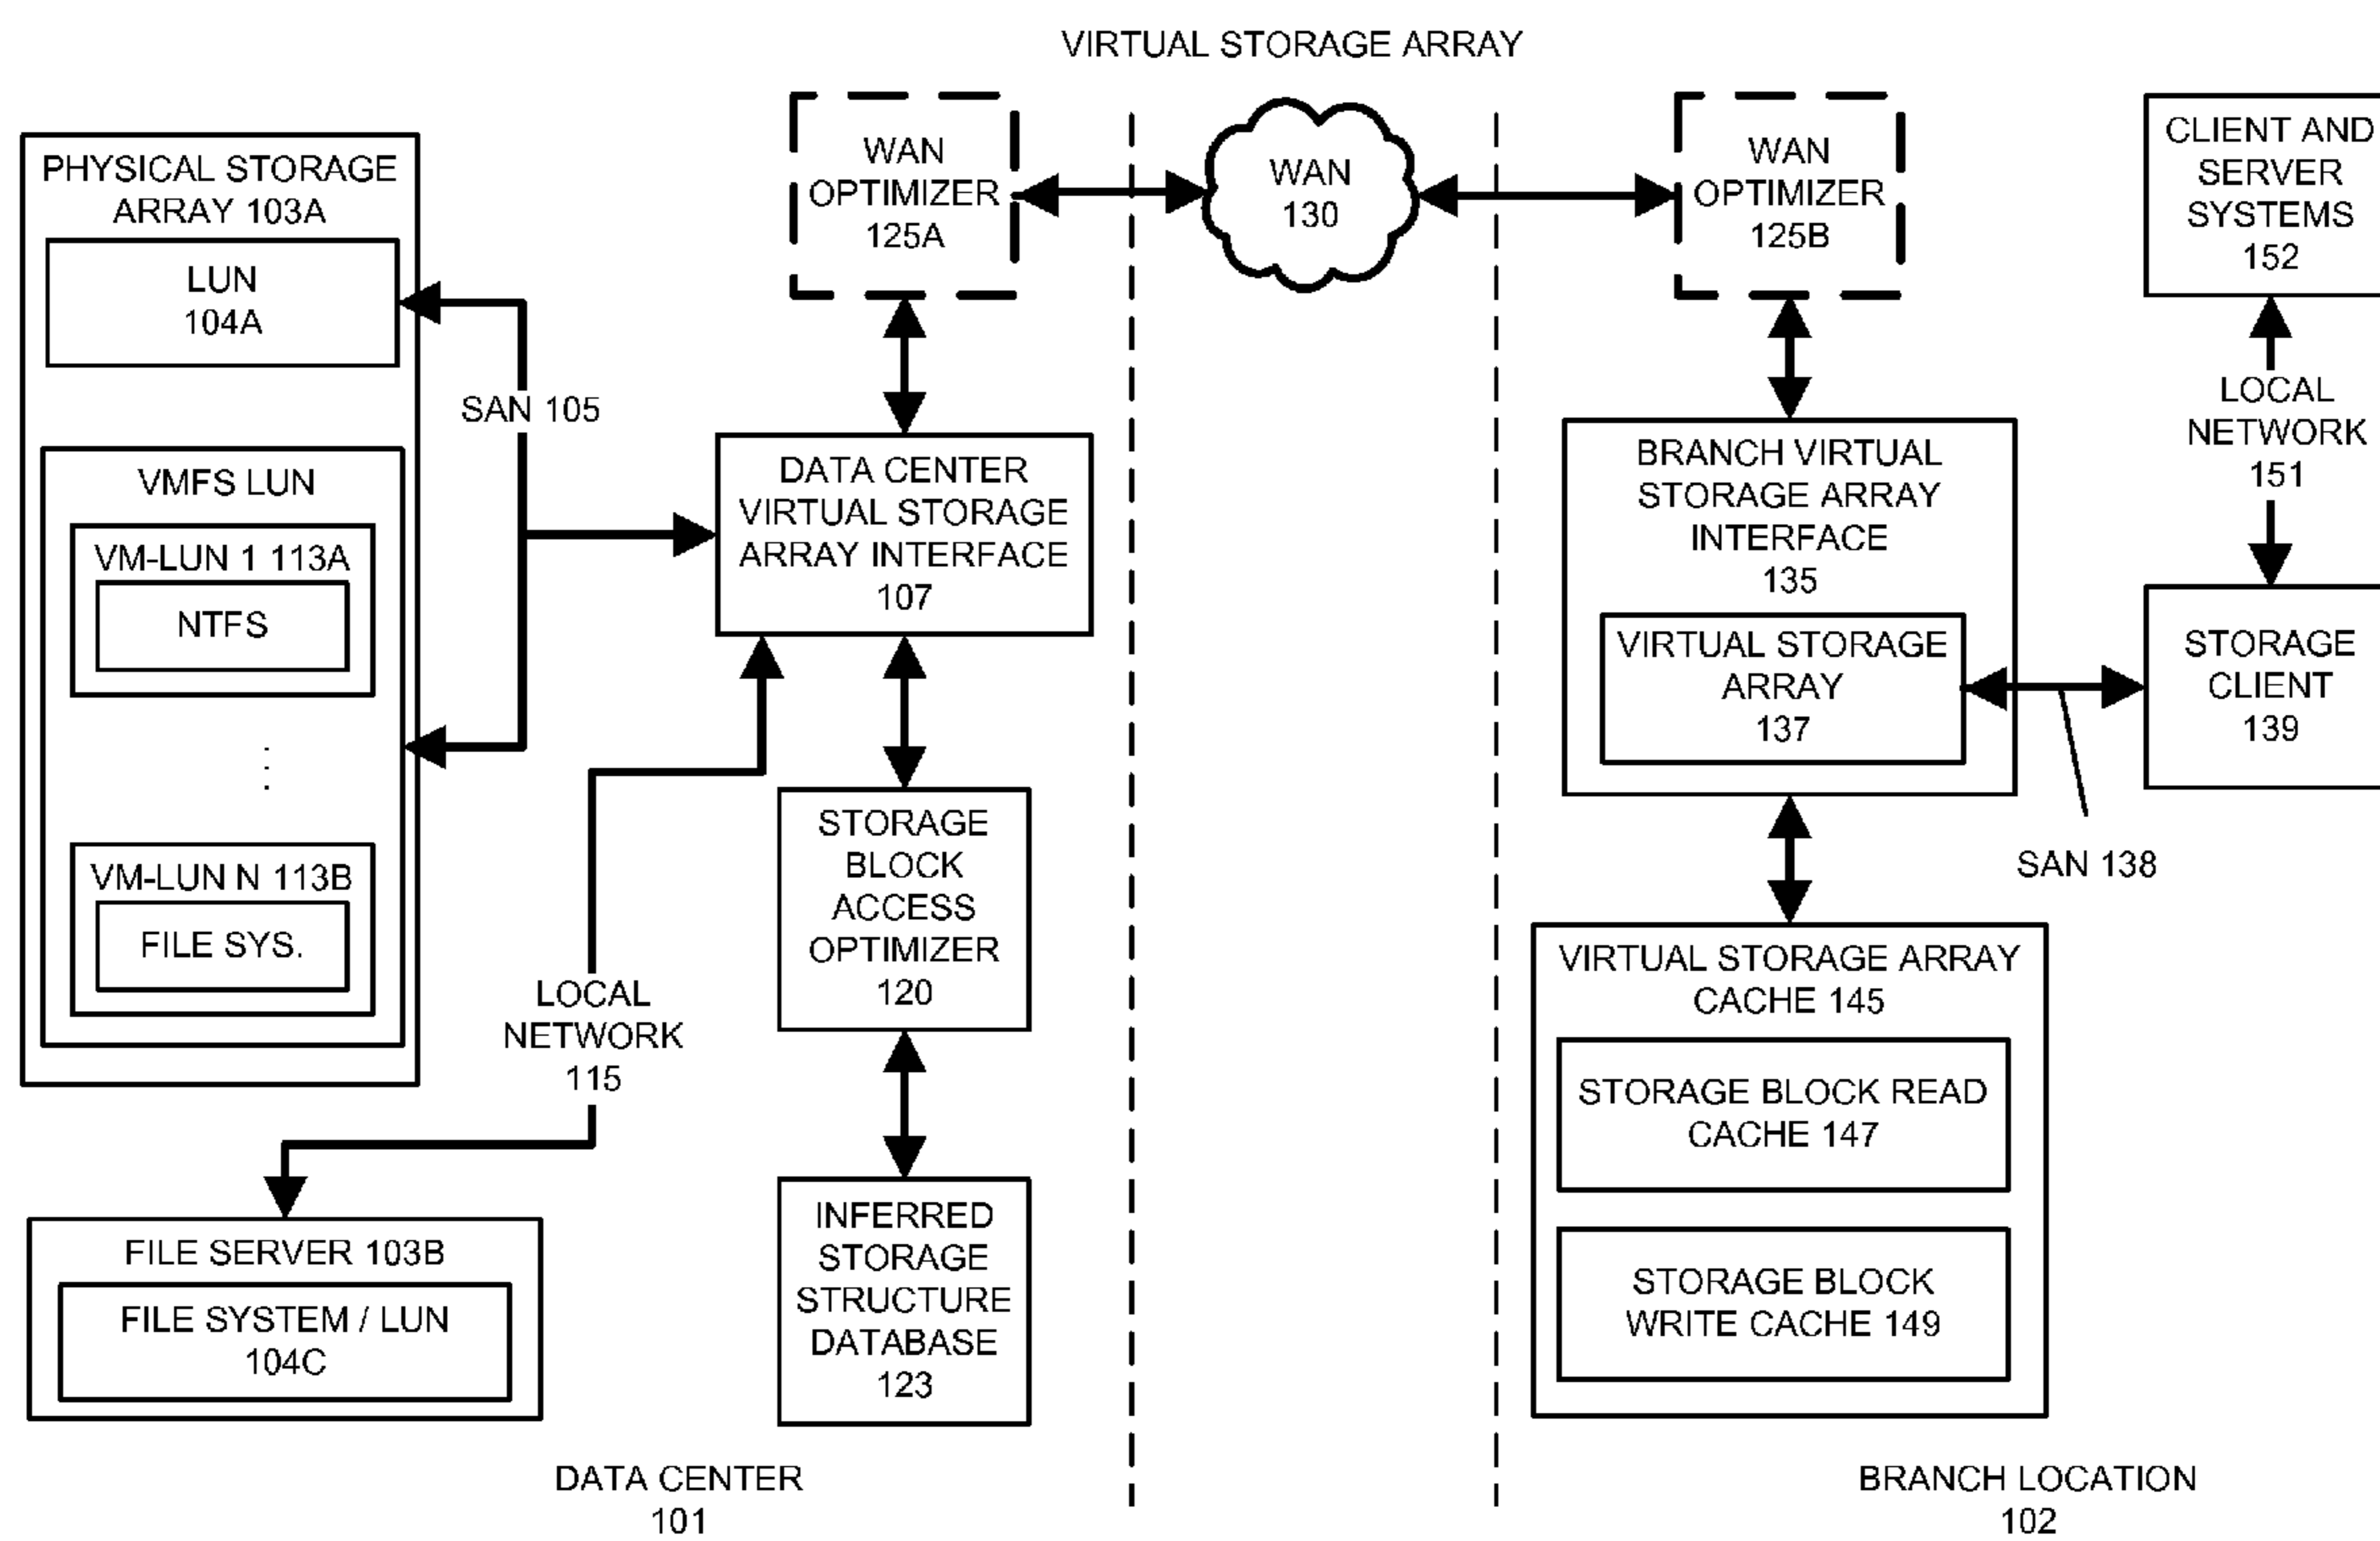 VIRTUAL STORAGE ARRAY
PHYSICAL STORAGE
ARRAY 103A
LUN
104A
VMFS LUN
VM-LUN 1 113A
NTFS
VM-LUN N 113B
FILE SYS.
SAN 105
LOCAL
NETWORK
115
FILE SERVER 103B
FILE SYSTEM / LUN
104C
WAN
OPTIMIZER
125A
DATA CENTER
VIRTUAL STORAGE
ARRAY INTERFACE
107
STORAGE
BLOCK
ACCESS
OPTIMIZER
120
INFERRED
STORAGE
STRUCTURE
DATABASE
123
DATA CENTER
101
WAN
130
WAN
OPTIMIZER
125B
BRANCH VIRTUAL
STORAGE ARRAY
INTERFACE
135
VIRTUAL STORAGE
ARRAY
137
SAN 138
VIRTUAL STORAGE ARRAY
CACHE 145
STORAGE BLOCK READ
CACHE 147
STORAGE BLOCK
WRITE CACHE 149
CLIENT AND
SERVER
SYSTEMS
152
LOCAL
NETWORK
151
STORAGE
CLIENT
139
BRANCH LOCATION
102